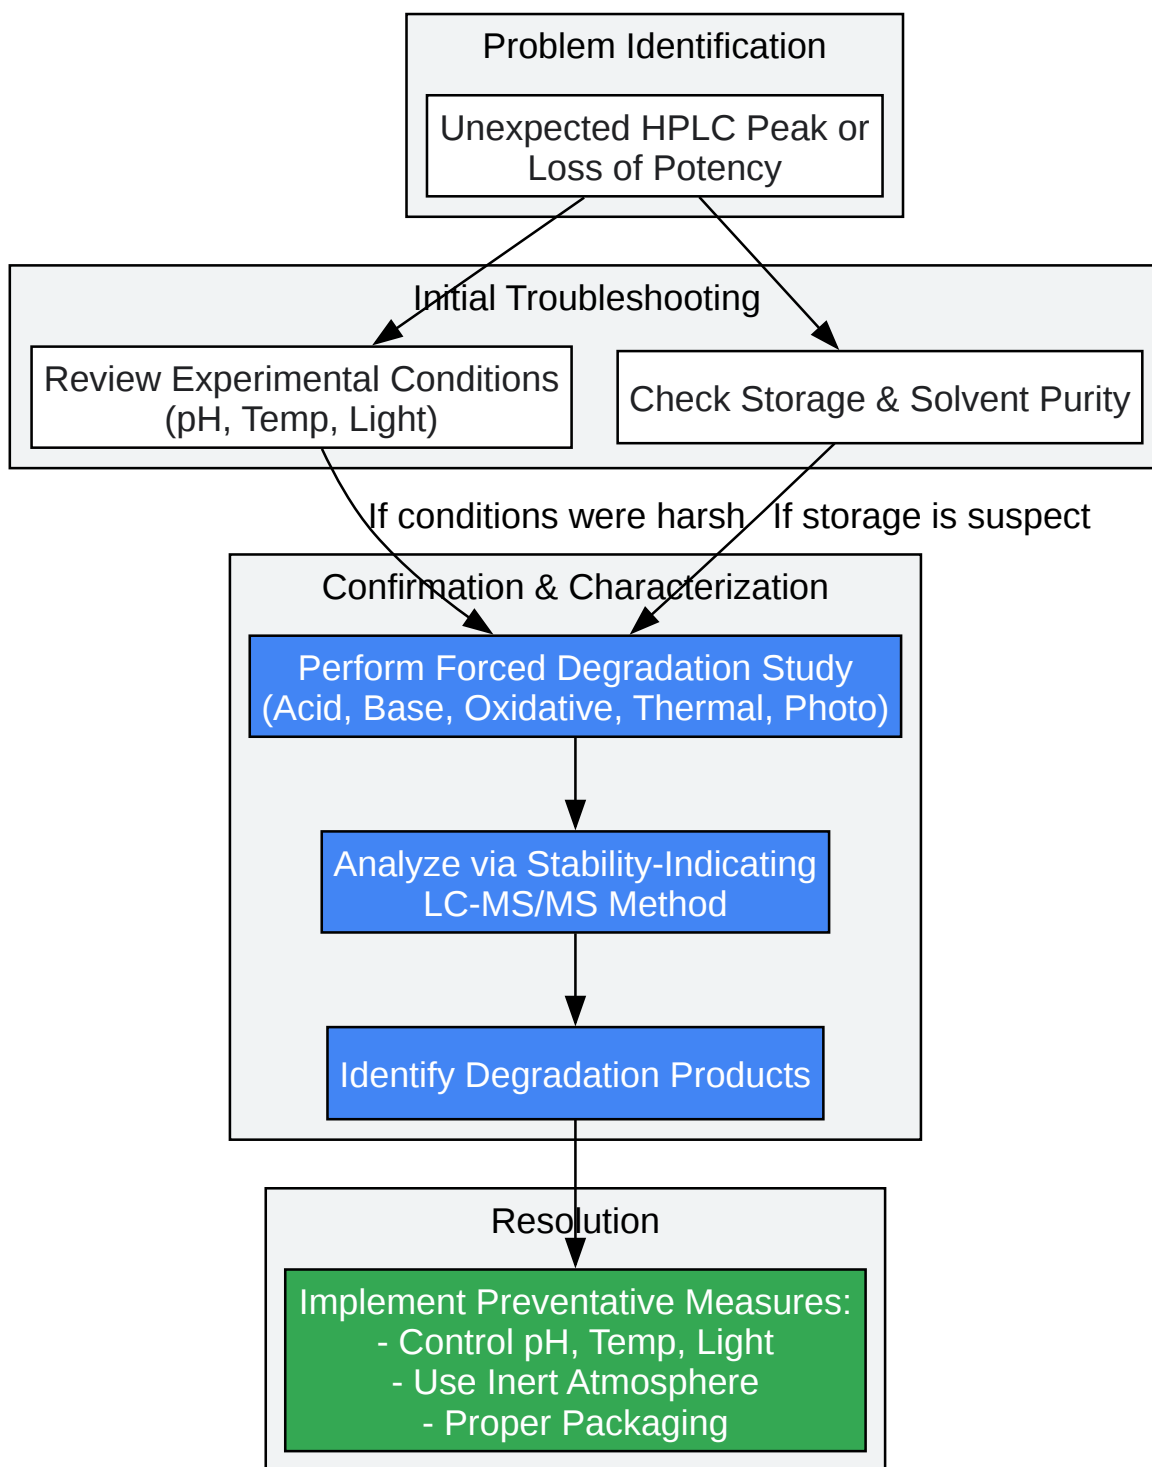 Problem Identification
Unexpected HPLC Peak or
Loss of Potency
Initial Troubleshooting
Review Experimental Conditions
(pH, Temp, Light)
Check Storage & Solvent Purity
If conditions were harsh
If storage is suspect
Confirmation & Characterization
Perform Forced Degradation Study
(Acid, Base, Oxidative, Thermal, Photo)
Analyze via Stability-Indicating
LC-MS/MS Method
Identify Degradation Products
Resolution
Implement Preventative Measures:
- Control pH, Temp, Light
- Use Inert Atmosphere
- Proper Packaging